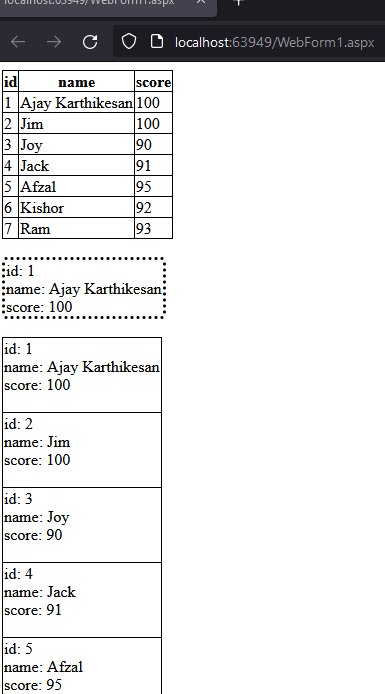 localhost:63949/WebForm1.aspx
localhost:63949/WebForm1.aspx
id name score
1 Ajay Karthikesan 100
2 Jim 100
3 Joy 90
4 Jack 91
5 Afzal 95
6 Kishor 92
7 Ram 93
id: 1
name: Ajay Karthikesan
score: 100
id: 1
name: Ajay Karthikesan
score: 100
id: 2
name: Jim
score: 100
id: 3
name: Joy
score: 90
id: 4
name: Jack
score: 91
id: 5
name: Afzal
score: 95